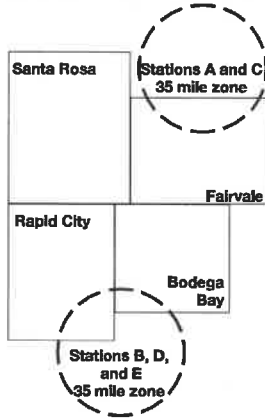 Santa Rosa
Stations A and C
35 mile zone
Fairvale
Rapid City
Bodega
Bay
Stations B, D,
and E
35 mile zone